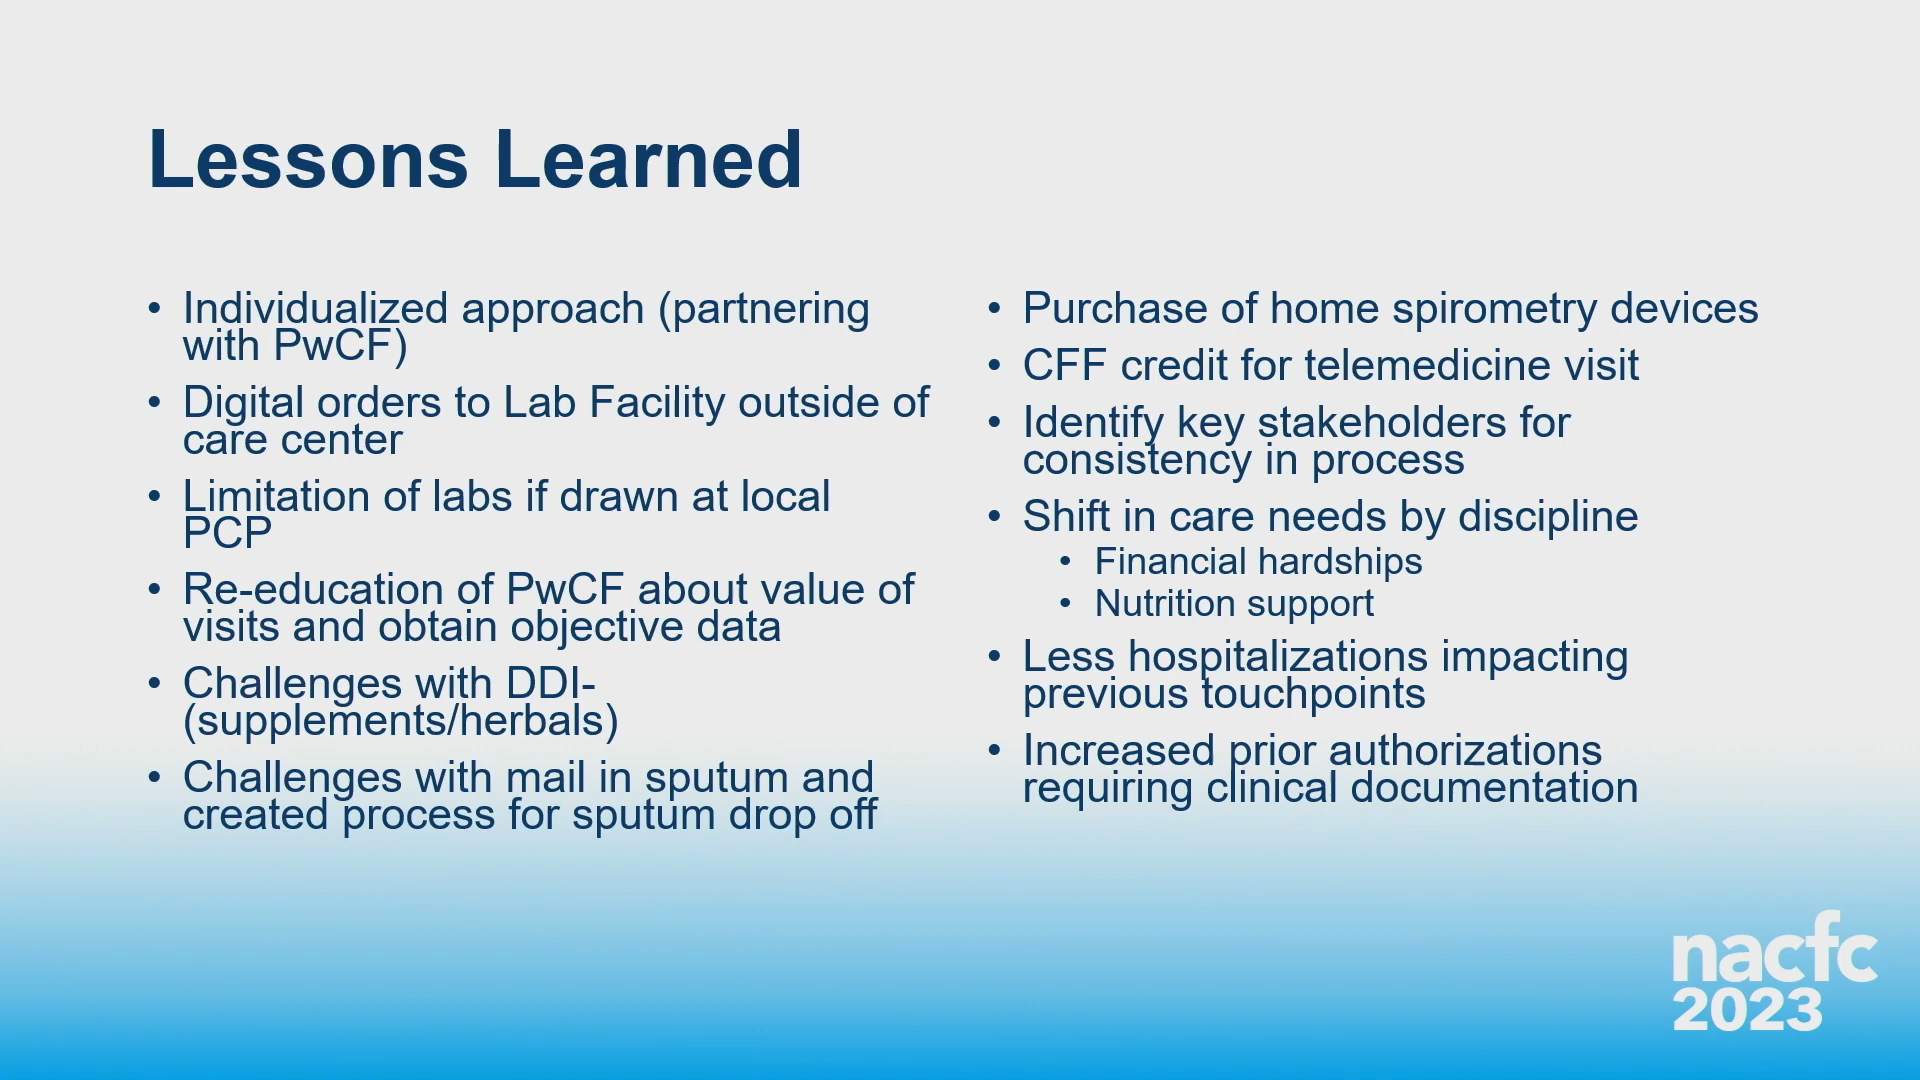 Lessons Learned
• Individualized approach (partnering
with PwCF)
• Digital orders to Lab Facility outside of
care center
• Limitation of labs if drawn at local
PCP
• Re-education of PwCF about value of
visits and obtain objective data
• Challenges with DDI-
(supplements/herbals)
• Challenges with mail in sputum and
created process for sputum drop off
• Purchase of home spirometry devices
• CFF credit for telemedicine visit
• Identify key stakeholders for
consistency in process
• Shift in care needs by discipline
• Financial hardships
• Nutrition support
• Less hospitalizations impacting
previous touchpoints
• Increased prior authorizations
requiring clinical documentation
nacfc
2023